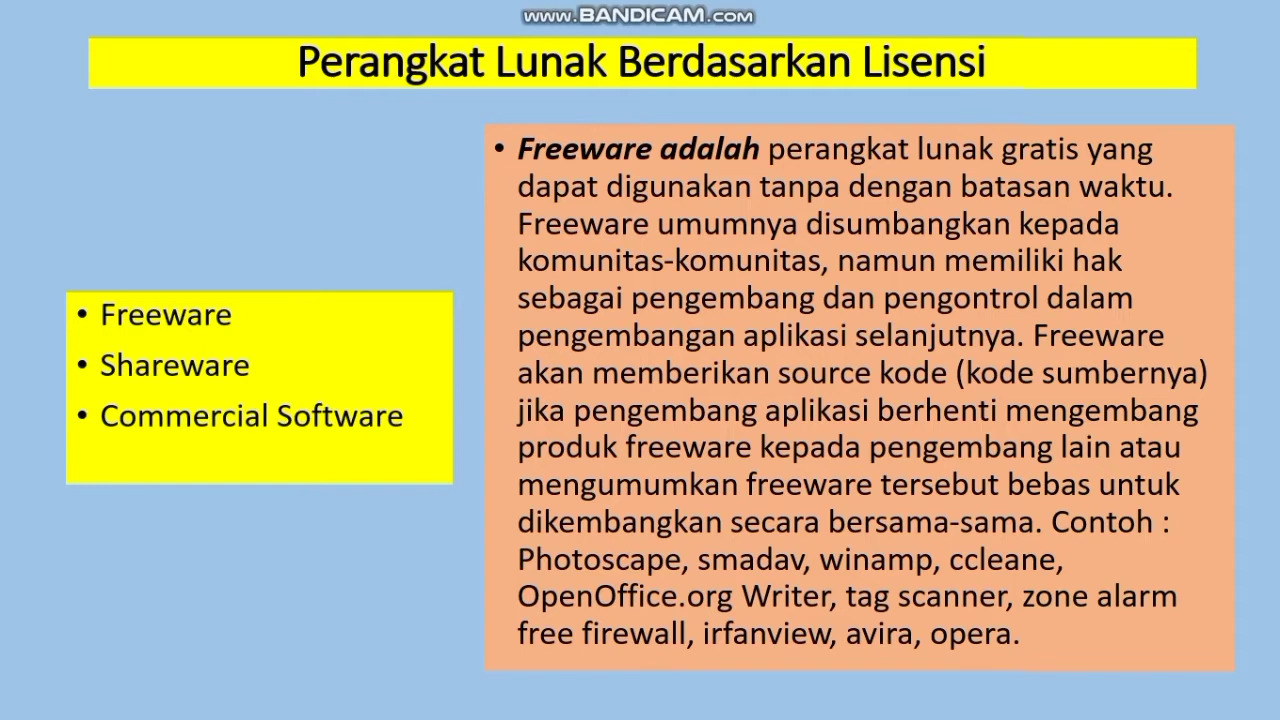 www.BANDICAM.com
Perangkat Lunak Berdasarkan Lisensi
• Freeware
• Shareware
• Commercial Software
• Freeware adalah perangkat lunak gratis yang
dapat digunakan tanpa dengan batasan waktu.
Freeware umumnya disumbangkan kepada
komunitas-komunitas, namun memiliki hak
sebagai pengembang dan pengontrol dalam
pengembangan aplikasi selanjutnya. Freeware
akan memberikan source kode (kode sumbernya)
jika pengembang aplikasi berhenti mengembang
produk freeware kepada pengembang lain atau
mengumumkan freeware tersebut bebas untuk
dikembangkan secara bersama-sama. Contoh :
Photoscape, smadav, winamp, ccleane,
OpenOffice.org Writer, tag scanner, zone alarm
free firewall, irfanview, avira, opera.